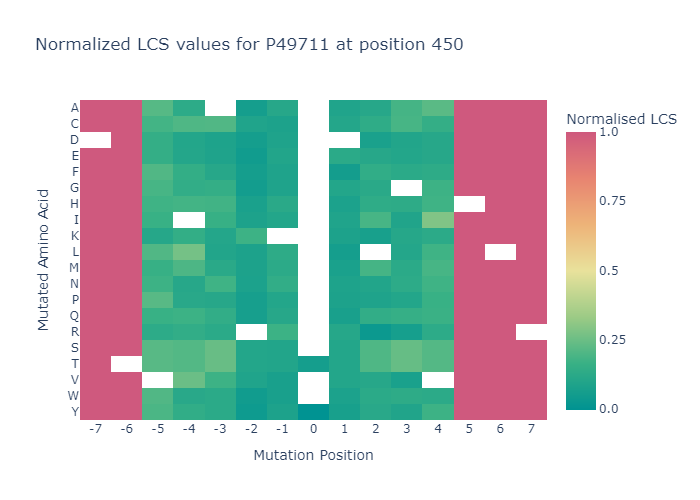 Normalized LCS values for P49711 at position 450
Normalised LCS
Mutated Amino Acid
A
C
D
E
F
G
H
I
K
L
M
N
P
Q
R
S
T
V
W
Y
1.0
0.75
0.5
0.25
0.0
-7 -6 -5 -4 -3 -2 -1 0 1 2 3 4 5 6 7
Mutation Position